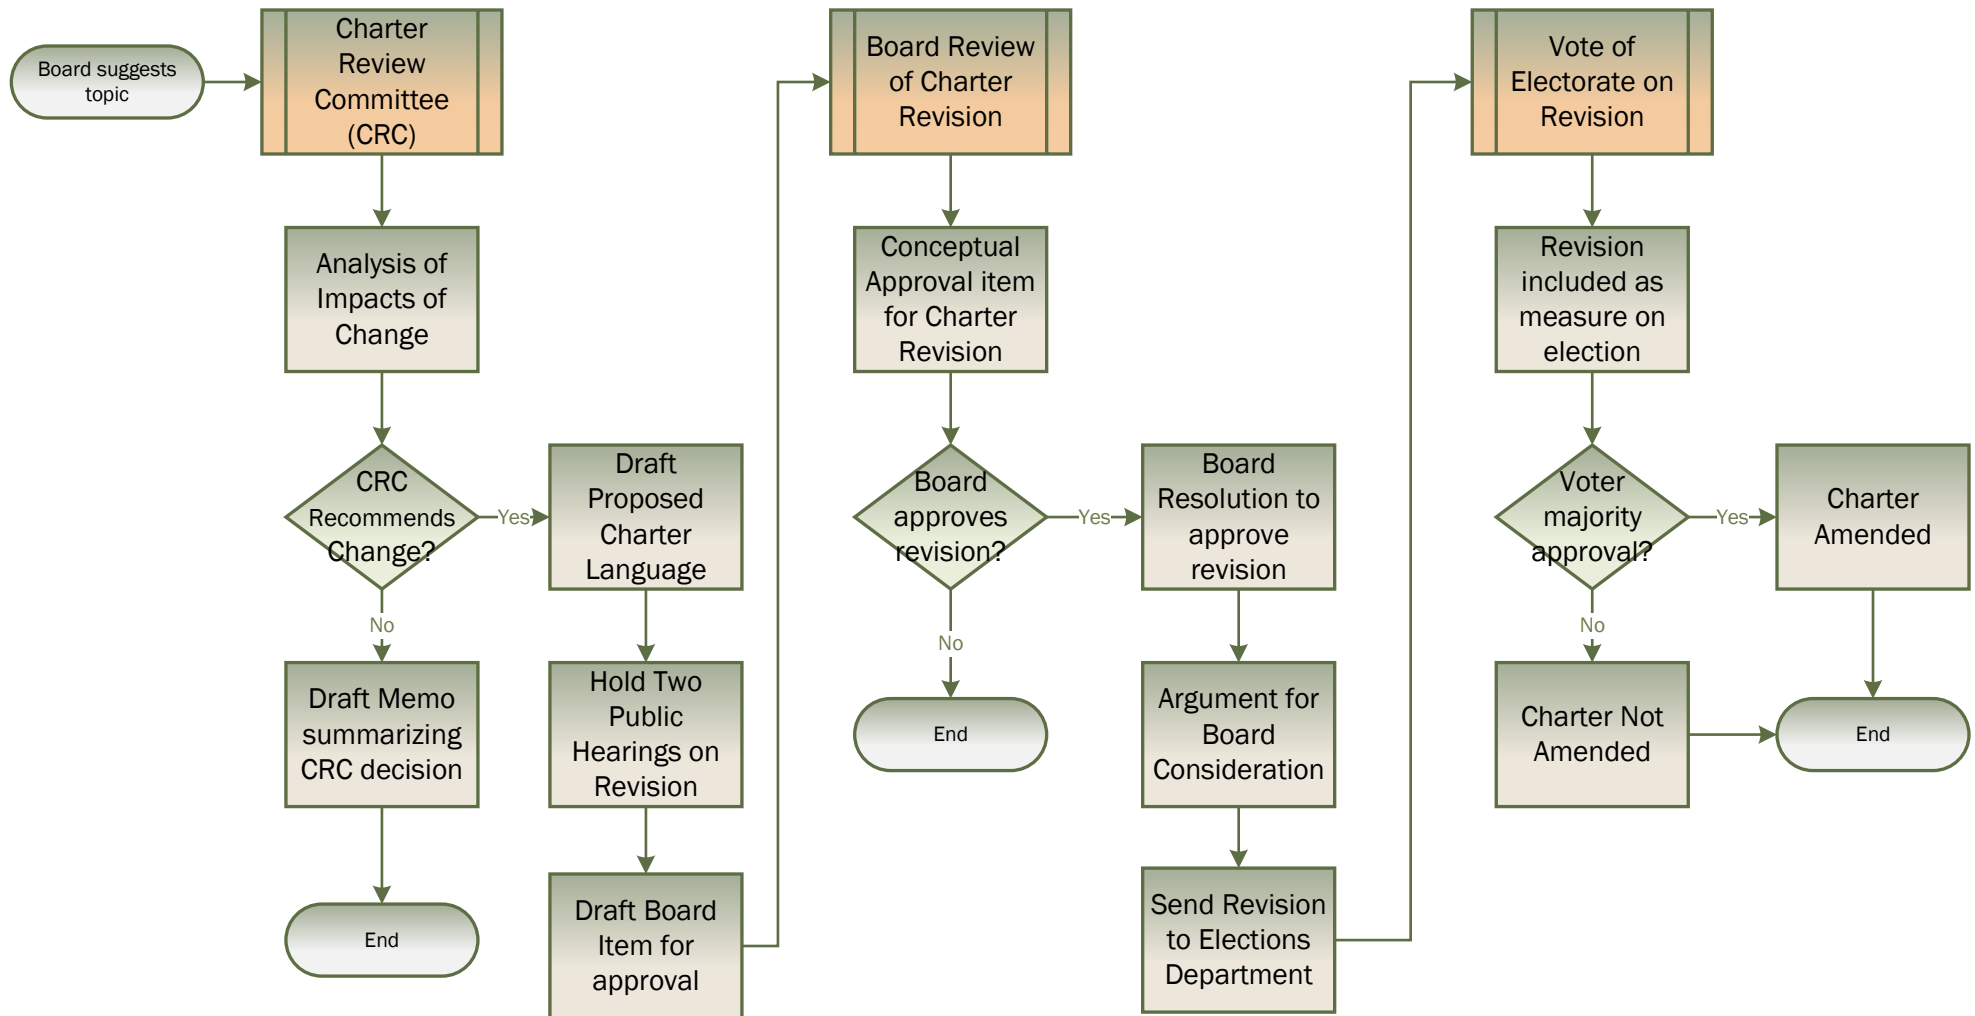 Board suggests
topic
Charter
Review
Committee
(CRC)
Analysis of
Impacts of
Change
CRC
Recommends
Change?
Yes
No
Draft Memo
summarizing
CRC decision
End
Draft
Proposed
Charter
Language
Hold Two
Public
Hearings on
Revision
Draft Board
Item for
approval
Board Review
of Charter
Revision
Conceptual
Approval item
for Charter
Revision
Board
approves
revision?
Yes
No
End
Board
Resolution to
approve
revision
Argument for
Board
Consideration
Send Revision
to Elections
Department
Vote of
Electorate on
Revision
Revision
included as
measure on
election
Voter
majority
approval?
Yes
No
Charter Not
Amended
Charter
Amended
End